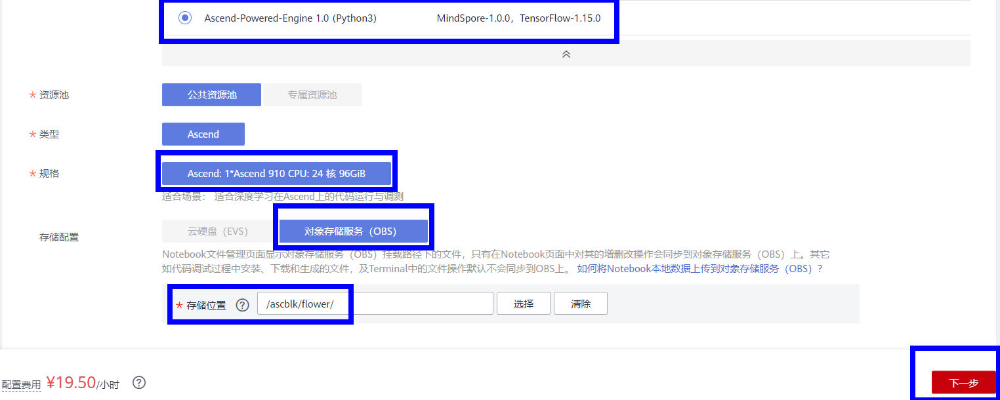 Ascend-Powered-Engine 1.0 (Python3) MindSpore-1.0.0，TensorFlow-1.15.0
* 资源池 公共资源池 专属资源池
* 类型 Ascend
* 规格 Ascend: 1*Ascend 910 CPU: 24 核 96GiB
适合场景： 适合深度学习在Ascend上的代码运行与调测
存储配置 云硬盘（EVS） 对象存储服务（OBS）
Notebook文件管理页面显示对象存储服务（OBS）挂载路径下的文件，只有在Notebook页面中对其的增删改操作会同步到对象存储服务（OBS）上。其它
如代码调试过程中安装、下载和生成的文件，及Terminal中的文件操作默认不会同步到OBS上。 如何将Notebook本地数据上传到对象存储服务（OBS）？
* 存储位置 ? /ascblk/flower/ 选择 清除
配置费用 ¥19.50/小时 ? 下一步